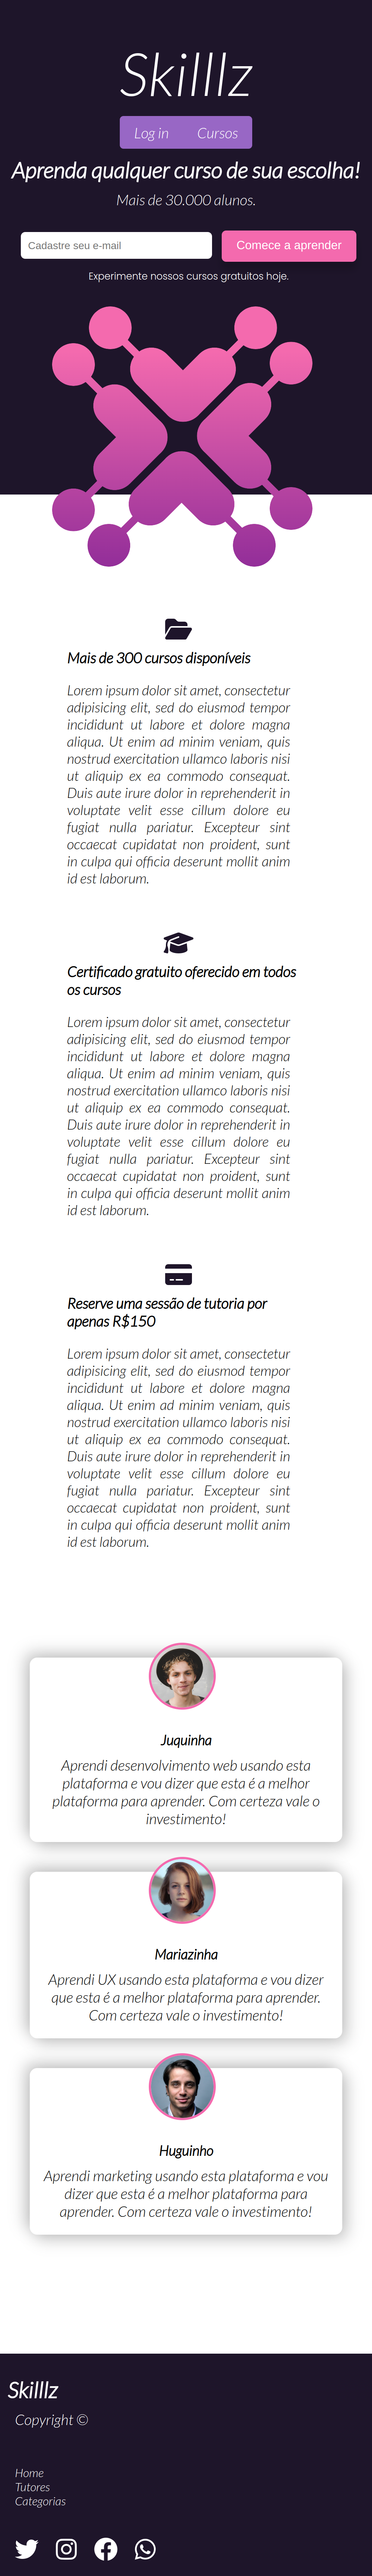 Skilllz
Log in Cursos
Aprenda qualquer curso de sua escolha!
Mais de 30.000 alunos.
Cadastre seu e-mail
Comece a aprender
Experimente nossos cursos gratuitos hoje.
Mais de 300 cursos disponíveis
Lorem ipsum dolor sit amet, consectetur
adipisicing elit, sed do eiusmod tempor
incididunt ut labore et dolore magna
aliqua. Ut enim ad minim veniam, quis
nostrud exercitation ullamco laboris nisi
ut aliquip ex ea commodo consequat.
Duis aute irure dolor in reprehenderit in
voluptate velit esse cillum dolore eu
fugiat nulla pariatur. Excepteur sint
occaecat cupidatat non proident, sunt
in culpa qui officia deserunt mollit anim
id est laborum.
Certificado gratuito oferecido em todos
os cursos
Lorem ipsum dolor sit amet, consectetur
adipisicing elit, sed do eiusmod tempor
incididunt ut labore et dolore magna
aliqua. Ut enim ad minim veniam, quis
nostrud exercitation ullamco laboris nisi
ut aliquip ex ea commodo consequat.
Duis aute irure dolor in reprehenderit in
voluptate velit esse cillum dolore eu
fugiat nulla pariatur. Excepteur sint
occaecat cupidatat non proident, sunt
in culpa qui officia deserunt mollit anim
id est laborum.
Reserve uma sessão de tutoria por
apenas R$150
Lorem ipsum dolor sit amet, consectetur
adipisicing elit, sed do eiusmod tempor
incididunt ut labore et dolore magna
aliqua. Ut enim ad minim veniam, quis
nostrud exercitation ullamco laboris nisi
ut aliquip ex ea commodo consequat.
Duis aute irure dolor in reprehenderit in
voluptate velit esse cillum dolore eu
fugiat nulla pariatur. Excepteur sint
occaecat cupidatat non proident, sunt
in culpa qui officia deserunt mollit anim
id est laborum.
Juquinha
Aprendi desenvolvimento web usando esta
plataforma e vou dizer que esta é a melhor
plataforma para aprender. Com certeza vale o
investimento!
Mariazinha
Aprendi UX usando esta plataforma e vou dizer
que esta é a melhor plataforma para aprender.
Com certeza vale o investimento!
Huguinho
Aprendi marketing usando esta plataforma e vou
dizer que esta é a melhor plataforma para
aprender. Com certeza vale o investimento!
Skilllz
Copyright ©
Home
Tutores
Categorias